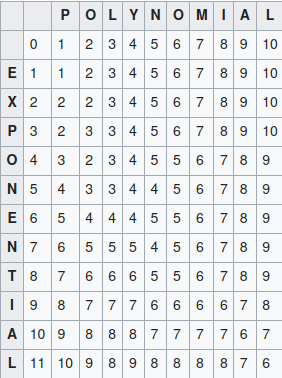 P O L Y N O M I A L
0 1 2 3 4 5 6 7 8 9 10
E 1 1 2 3 4 5 6 7 8 9 10
X 2 2 2 3 4 5 6 7 8 9 10
P 3 2 3 3 4 5 6 7 8 9 10
O 4 3 2 3 4 5 5 6 7 8 9
N 5 4 3 3 4 4 5 6 7 8 9
E 6 5 4 4 4 5 5 6 7 8 9
N 7 6 5 5 5 4 5 6 7 8 9
T 8 7 6 6 6 5 5 6 7 8 9
I 9 8 7 7 7 6 6 6 6 7 8
A 10 9 8 8 8 7 7 7 7 6 7
L 11 10 9 8 9 8 8 8 8 7 6